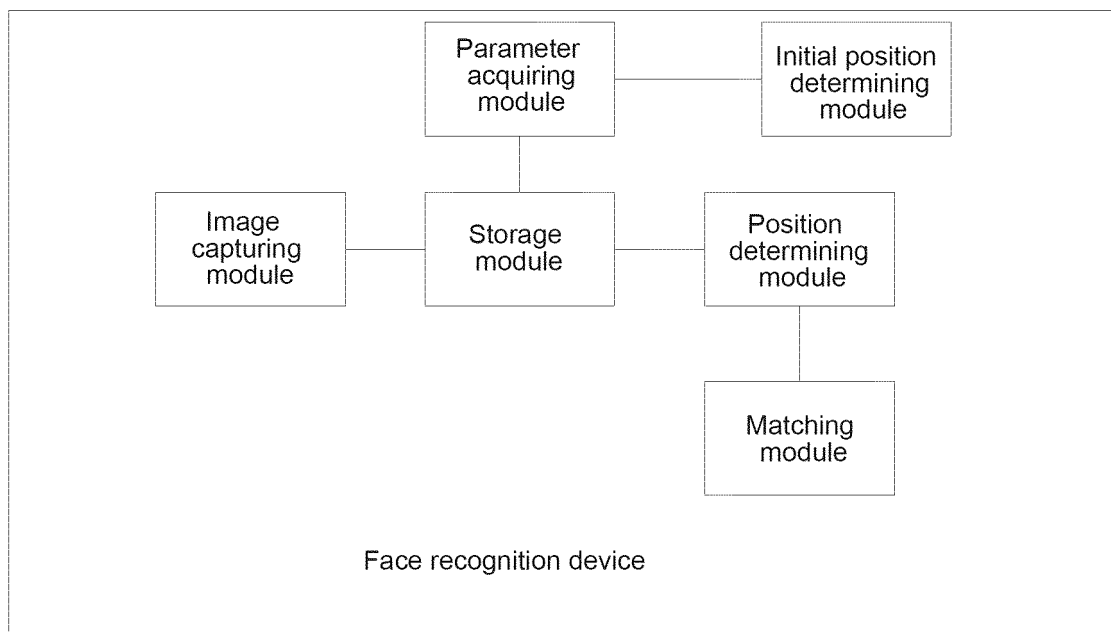 Parameter
acquiring
module
Initial position
determining
module
Image
capturing
module
Storage
module
Position
determining
module
Matching
module
Face recognition device